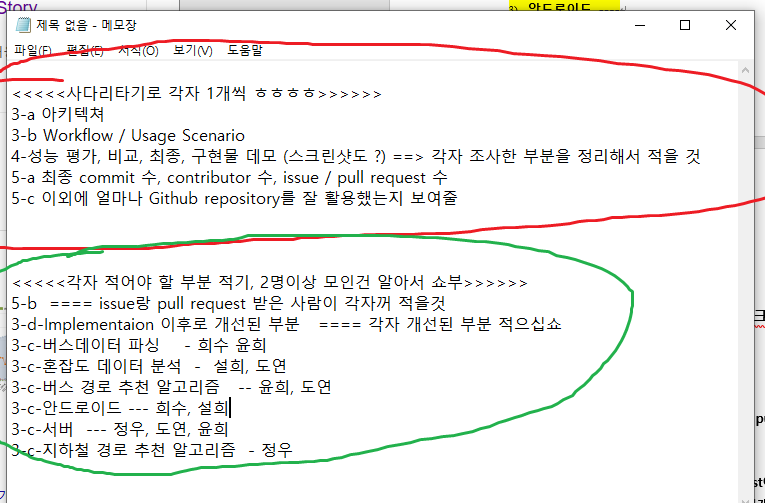 Story
3) 안드로이드
제목 없음 - 메모장
파일(F) 편집(E) 서식(O) 보기(V) 도움말
<<<<<사다리타기로 각자 1개씩 ㅎㅎㅎㅎ>>>>>>
3-a 아키텍쳐
3-b Workflow / Usage Scenario
4-성능 평가, 비교, 최종, 구현물 데모 (스크린샷도 ?) ==> 각자 조사한 부분을 정리해서 적을 것
5-a 최종 commit 수, contributor 수, issue / pull request 수
5-c 이외에 얼마나 Github repository를 잘 활용했는지 보여줄
<<<<<각자 적어야 할 부분 적기, 2명이상 모인건 알아서 쇼부>>>>>>
5-b ==== issue랑 pull request 받은 사람이 각자꺼 적을것
3-d-Implementaion 이후로 개선된 부분 ==== 각자 개선된 부분 적으십쇼
3-c-버스데이터 파싱 - 희수 윤희
3-c-혼잡도 데이터 분석 - 설희, 도연
3-c-버스 경로 추천 알고리즘 -- 윤희, 도연
3-c-안드로이드 --- 희수, 설희
3-c-서버 --- 정우, 도연, 윤희
3-c-지하철 경로 추천 알고리즘 - 정우